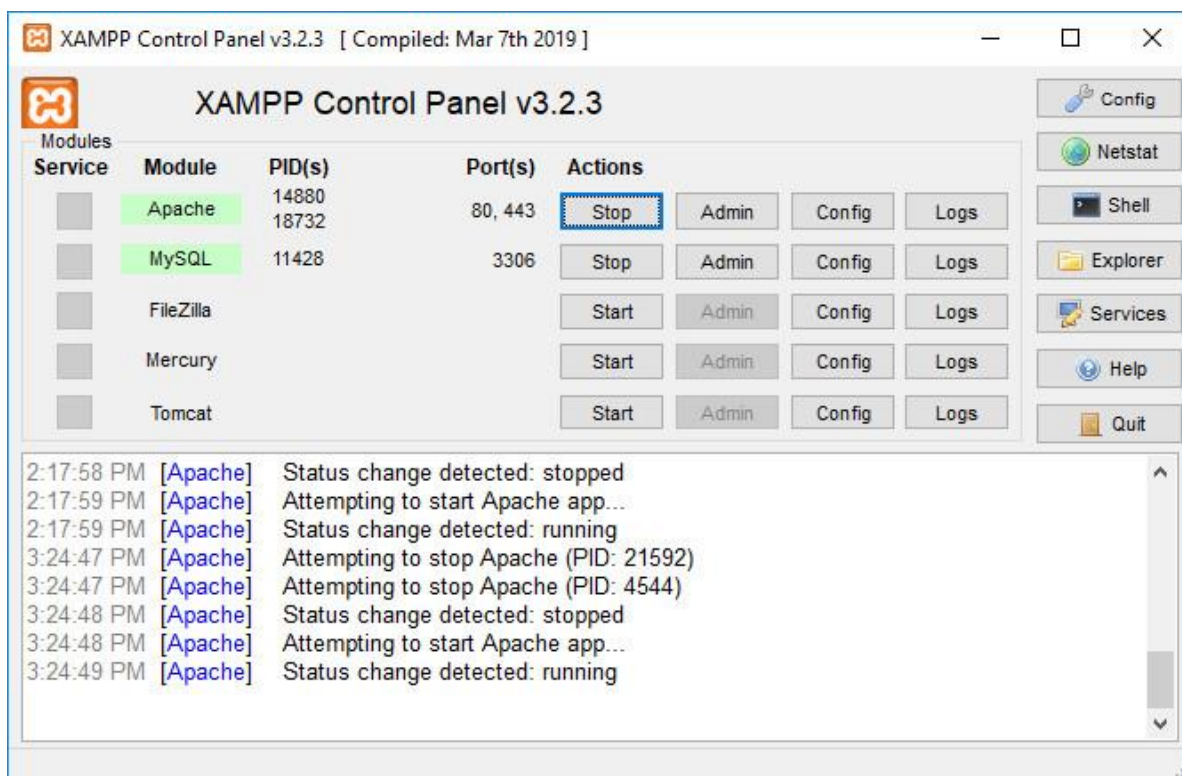 XAMPP Control Panel v3.2.3 [ Compiled: Mar 7th 2019 ]
XAMPP Control Panel v3.2.3
Config
Modules
Service Module PID(s) Port(s) Actions
Netstat
Apache 14880 80, 443 Stop Admin Config Logs
18732
Shell
MySQL 11428 3306 Stop Admin Config Logs
Explorer
FileZilla Start Admin Config Logs
Services
Mercury Start Admin Config Logs
Help
Tomcat Start Admin Config Logs
Quit
2:17:58 PM [Apache] Status change detected: stopped
2:17:59 PM [Apache] Attempting to start Apache app...
2:17:59 PM [Apache] Status change detected: running
3:24:47 PM [Apache] Attempting to stop Apache (PID: 21592)
3:24:47 PM [Apache] Attempting to stop Apache (PID: 4544)
3:24:48 PM [Apache] Status change detected: stopped
3:24:48 PM [Apache] Attempting to start Apache app...
3:24:49 PM [Apache] Status change detected: running